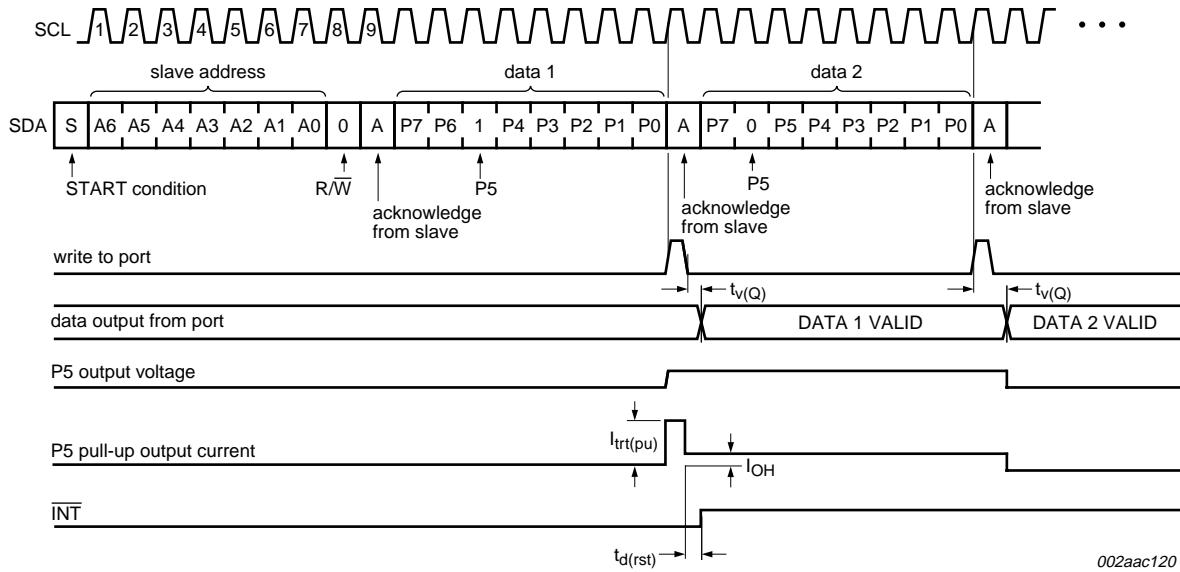 SCL 1 2 3 4 5 6 7 8 9
slave address data 1 data 2
SDA S A6 A5 A4 A3 A2 A1 A0 0 A P7 P6 1 P4 P3 P2 P1 P0 A P7 0 P5 P4 P3 P2 P1 P0 A
START condition R/W̅ P5 P5
acknowledge
from slave
acknowledge
from slave
acknowledge
from slave
write to port
tv(Q) tv(Q)
data output from port DATA 1 VALID DATA 2 VALID
P5 output voltage
Itrt(pu)
P5 pull-up output current
IOH
I̅N̅T̅
td(rst)
002aac120